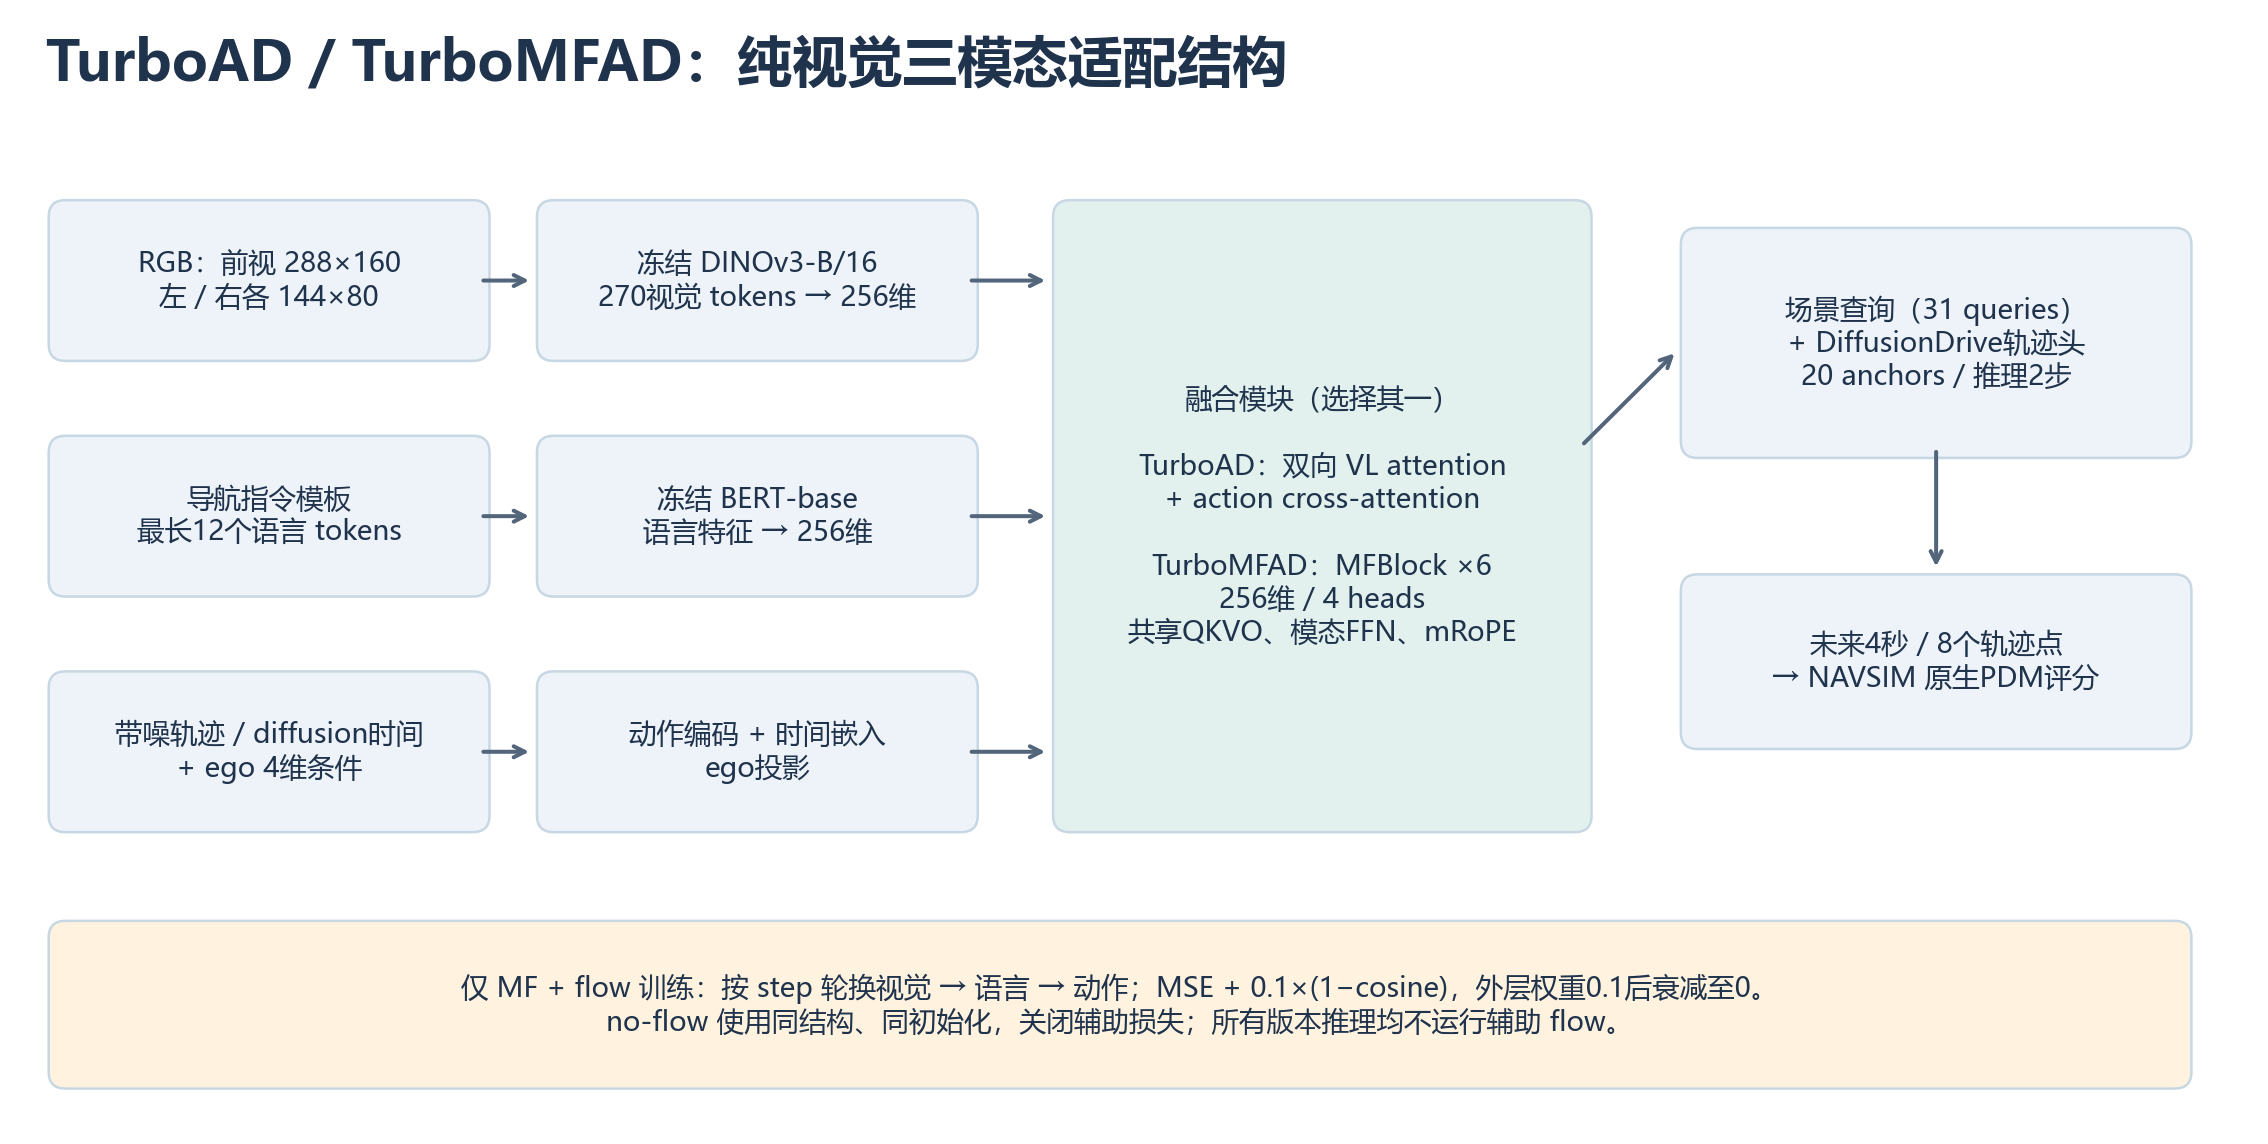 TurboAD / TurboMFAD：纯视觉三模态适配结构
RGB：前视 288×160
左 / 右各 144×80
冻结 DINOv3-B/16
270视觉 tokens → 256维
导航指令模板
最长12个语言 tokens
冻结 BERT-base
语言特征 → 256维
带噪轨迹 / diffusion时间
+ ego 4维条件
动作编码 + 时间嵌入
ego投影
融合模块（选择其一）
TurboAD：双向 VL attention
+ action cross-attention
TurboMFAD：MFBlock ×6
256维 / 4 heads
共享QKVO、模态FFN、mRoPE
场景查询（31 queries）
+ DiffusionDrive轨迹头
20 anchors / 推理2步
未来4秒 / 8个轨迹点
→ NAVSIM 原生PDM评分
仅 MF + flow 训练：按 step 轮换视觉 → 语言 → 动作；MSE + 0.1×(1−cosine)，外层权重0.1后衰减至0。
no-flow 使用同结构、同初始化，关闭辅助损失；所有版本推理均不运行辅助 flow。